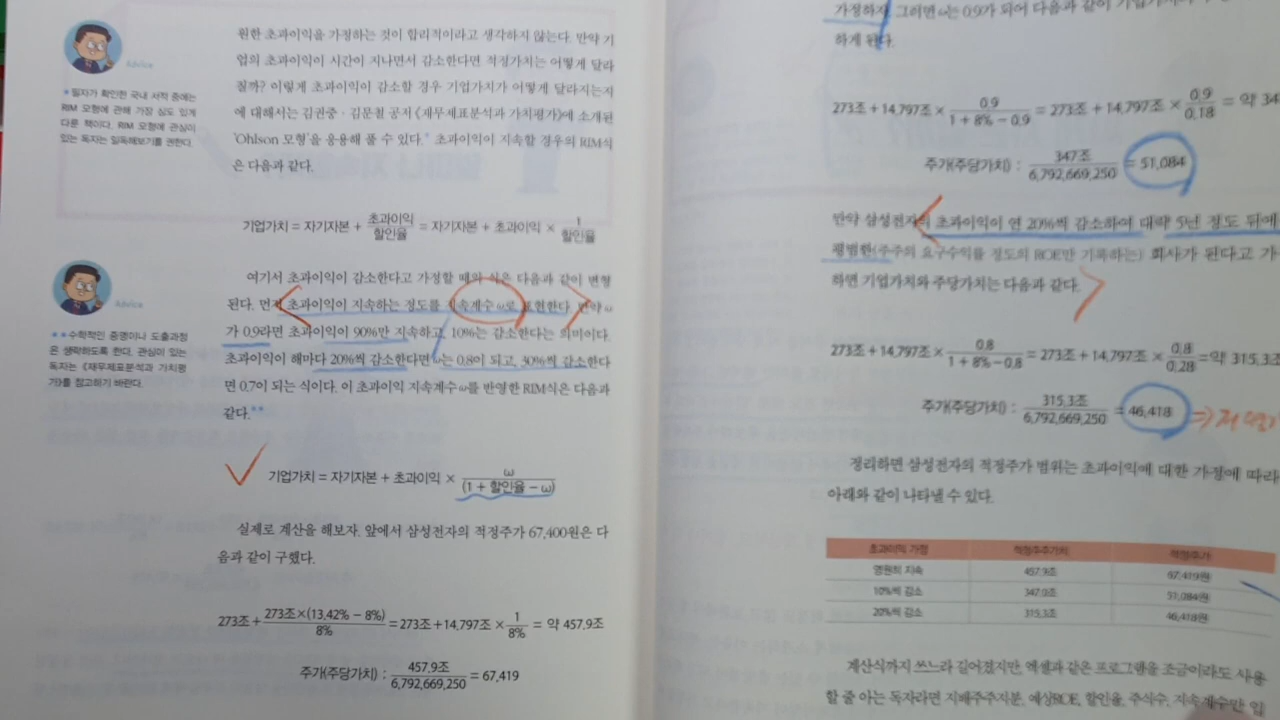 Advice
*필자가 확인한 국내 서적 중에는
RIM 모형에 관해 가장 심도 있게
다룬 책이다. RIM 모형에 관심이
있는 독자는 일독해보기를 권한다.
원한 초과이익을 가정하는 것이 합리적이라고 생각하지 않는다. 만약 기
업의 초과이익이 시간이 지나면서 감소한다면 적정가치는 어떻게 달라
질까? 이렇게 초과이익이 감소할 경우 기업가치가 어떻게 달라지는지
에 대해서는 김권중·김문철 공저 《재무제표분석과 가치평가》에 소개된
'Ohlson 모형'을 응용해 풀 수 있다.* 초과이익이 지속할 경우의 RIM식
은 다음과 같다.
기업가치 = 자기자본 + 초과이익/할인율 = 자기자본 + 초과이익 × 1/할인율
Advice
**수학적인 증명이나 도출과정
은 생략하도록 한다. 관심이 있는
독자는 《재무제표분석과 가치평
가》를 참고하기 바란다.
여기서 초과이익이 감소한다고 가정할 때의 식은 다음과 같이 변형
된다. 먼저 초과이익이 지속하는 정도를 지속계수 ω로 표현한다. 만약 ω
가 0.9라면 초과이익이 90%만 지속하고, 10%는 감소한다는 의미이다.
초과이익이 해마다 20%씩 감소한다면 ω는 0.8이 되고, 30%씩 감소한다
면 0.7이 되는 식이다. 이 초과이익 지속계수 ω를 반영한 RIM식은 다음과
같다.**
기업가치 = 자기자본 + 초과이익 × ω/(1 + 할인율 − ω)
실제로 계산을 해보자. 앞에서 삼성전자의 적정주가 67,400원은 다
음과 같이 구했다.
273조 + 273조×(13.42% − 8%)/8% = 273조 + 14.797조 × 1/8% = 약 457.9조
주가(주당가치) : 457.9조/6,792,669,250 = 67,419
가정하자. 그러면 ω는 0.9가 되어 다음과 같이
하게 된다.
273조 + 14.797조 × 0.9/1 + 8% − 0.9 = 273조 + 14.797조 × 0.9/0.18 = 약 34
주가(주당가치) : 347조/6,792,669,250 = 51,084
만약 삼성전자의 초과이익이 연 20%씩 감소하여 대략 5년 정도 뒤에
평범한(주주의 요구수익률 정도의 ROE만 기록하는) 회사가 된다고 가
하면 기업가치와 주당가치는 다음과 같다.
273조 + 14.797조 × 0.8/1 + 8% − 0.8 = 273조 + 14.797조 × 0.8/0.28 = 약 315.3조
주가(주당가치) : 315.3조/6,792,669,250 = 46,418
정리하면 삼성전자의 적정주가 범위는 초과이익에 대한 가정에 따라
아래와 같이 나타낼 수 있다.
초과이익 가정 적정주주가치 적정주가
영원히 지속 457.9조 67,419원
10%씩 감소 347.0조 51,084원
20%씩 감소 315.3조 46,418원
계산식까지 쓰느라 길어졌지만, 엑셀과 같은 프로그램을 조금이라도 사용
할 줄 아는 독자라면 지배주주지분, 예상ROE, 할인율, 주식수, 지속계수만 입